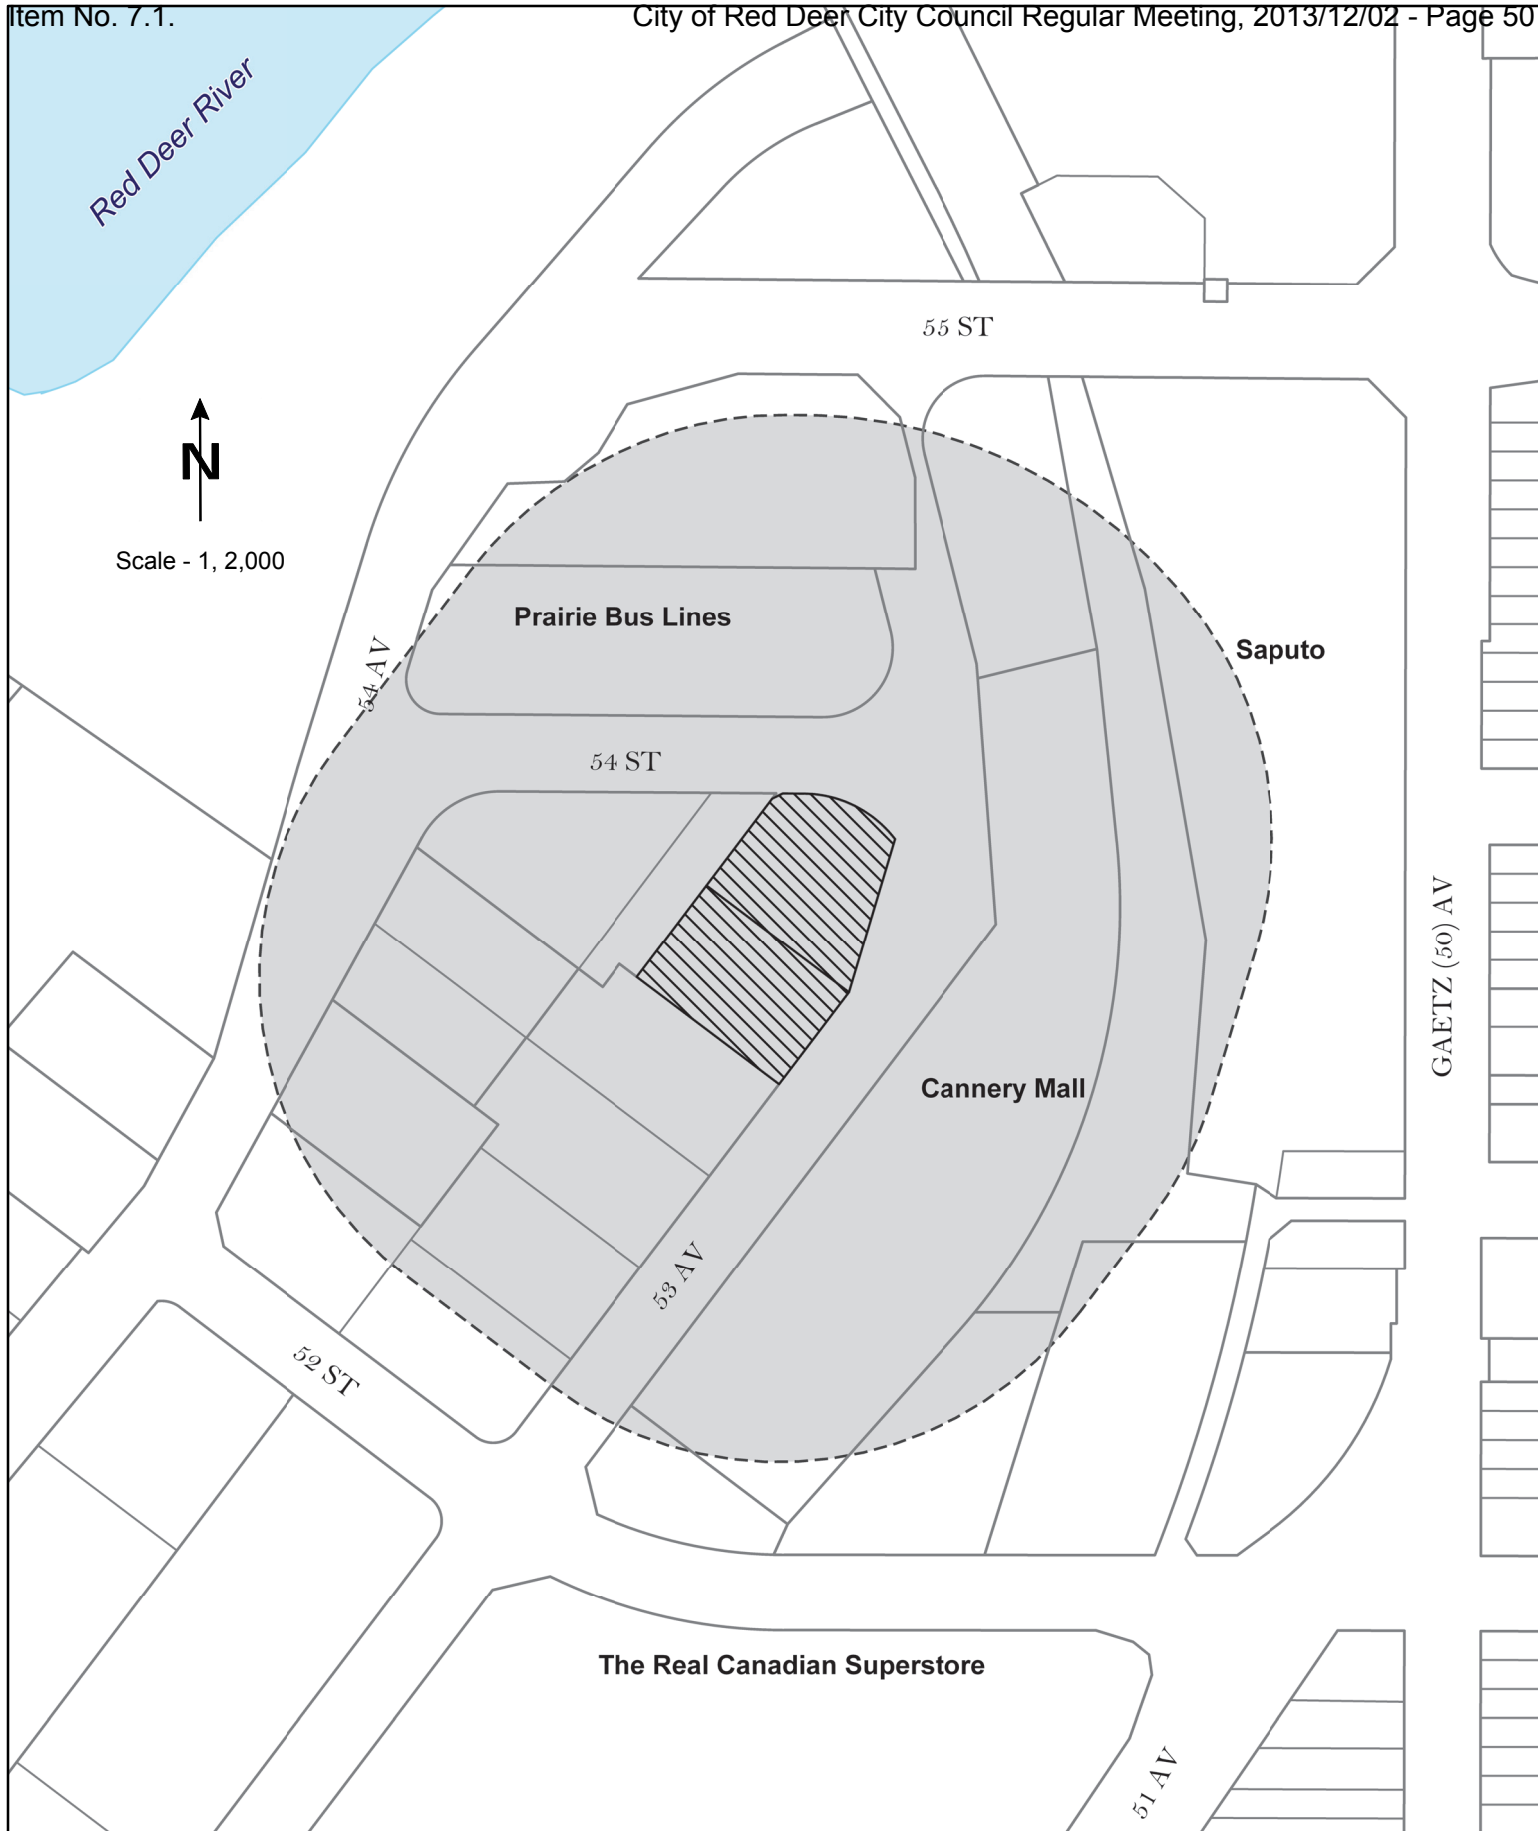 Item No. 7.1.
City of Red Deer City Council Regular Meeting, 2013/12/02 - Page 50
Red Deer River
55 ST
N
Scale - 1, 2,000
Prairie Bus Lines
Saputo
54 AV
54 ST
GAETZ (50) AV
Cannery Mall
53 AV
52 ST
The Real Canadian Superstore
51 AV